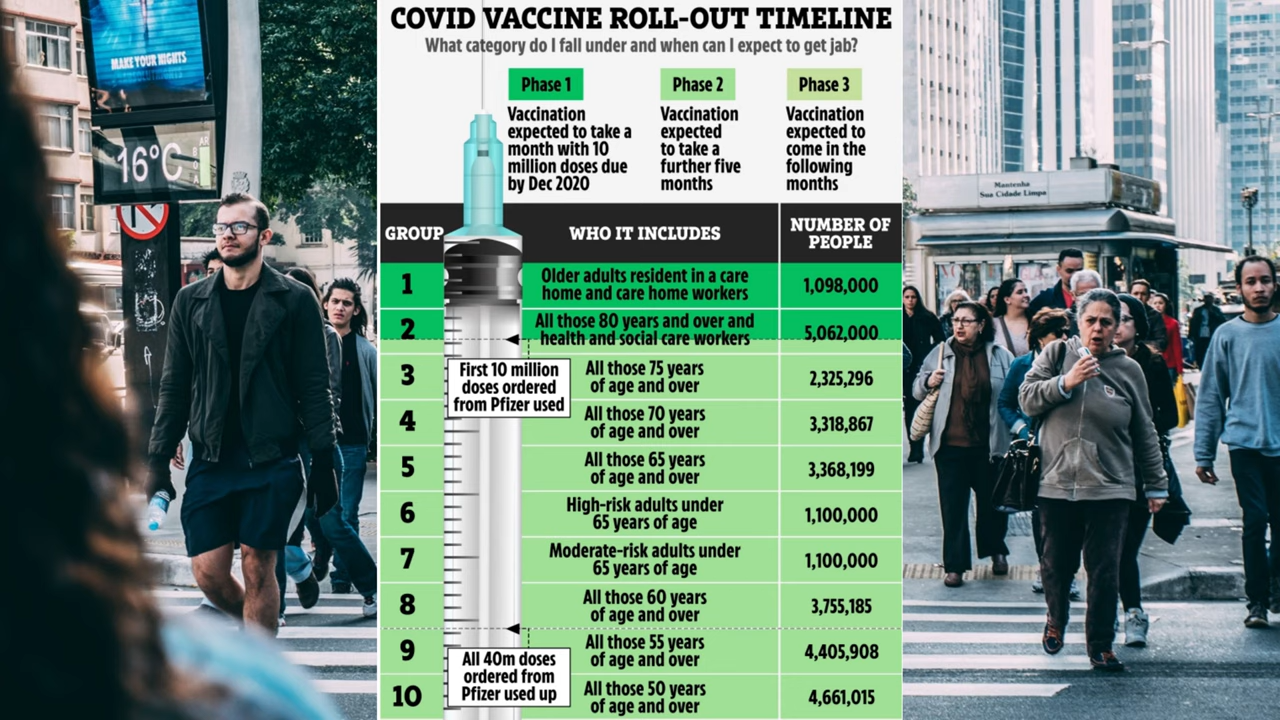 MAKE YOUR NIGHTS
16°C
COVID VACCINE ROLL-OUT TIMELINE
What category do I fall under and when can I expect to get jab?
Phase 1
Vaccination
expected to take a
month with 10
million doses due
by Dec 2020
Phase 2
Vaccination
expected
to take a
further five
months
Phase 3
Vaccination
expected to
come in the
following
months
GROUP
WHO IT INCLUDES
NUMBER OF
PEOPLE
1
Older adults resident in a care
home and care home workers
1,098,000
2
All those 80 years and over and
health and social care workers
5,062,000
First 10 million
doses ordered
from Pfizer used
3
All those 75 years
of age and over
2,325,296
4
All those 70 years
of age and over
3,318,867
5
All those 65 years
of age and over
3,368,199
6
High-risk adults under
65 years of age
1,100,000
7
Moderate-risk adults under
65 years of age
1,100,000
8
All those 60 years
of age and over
3,755,185
9
All those 55 years
of age and over
4,405,908
All 40m doses
ordered from
Pfizer used up
10
All those 50 years
of age and over
4,661,015
Mantenha
Sua Cidade Limpa